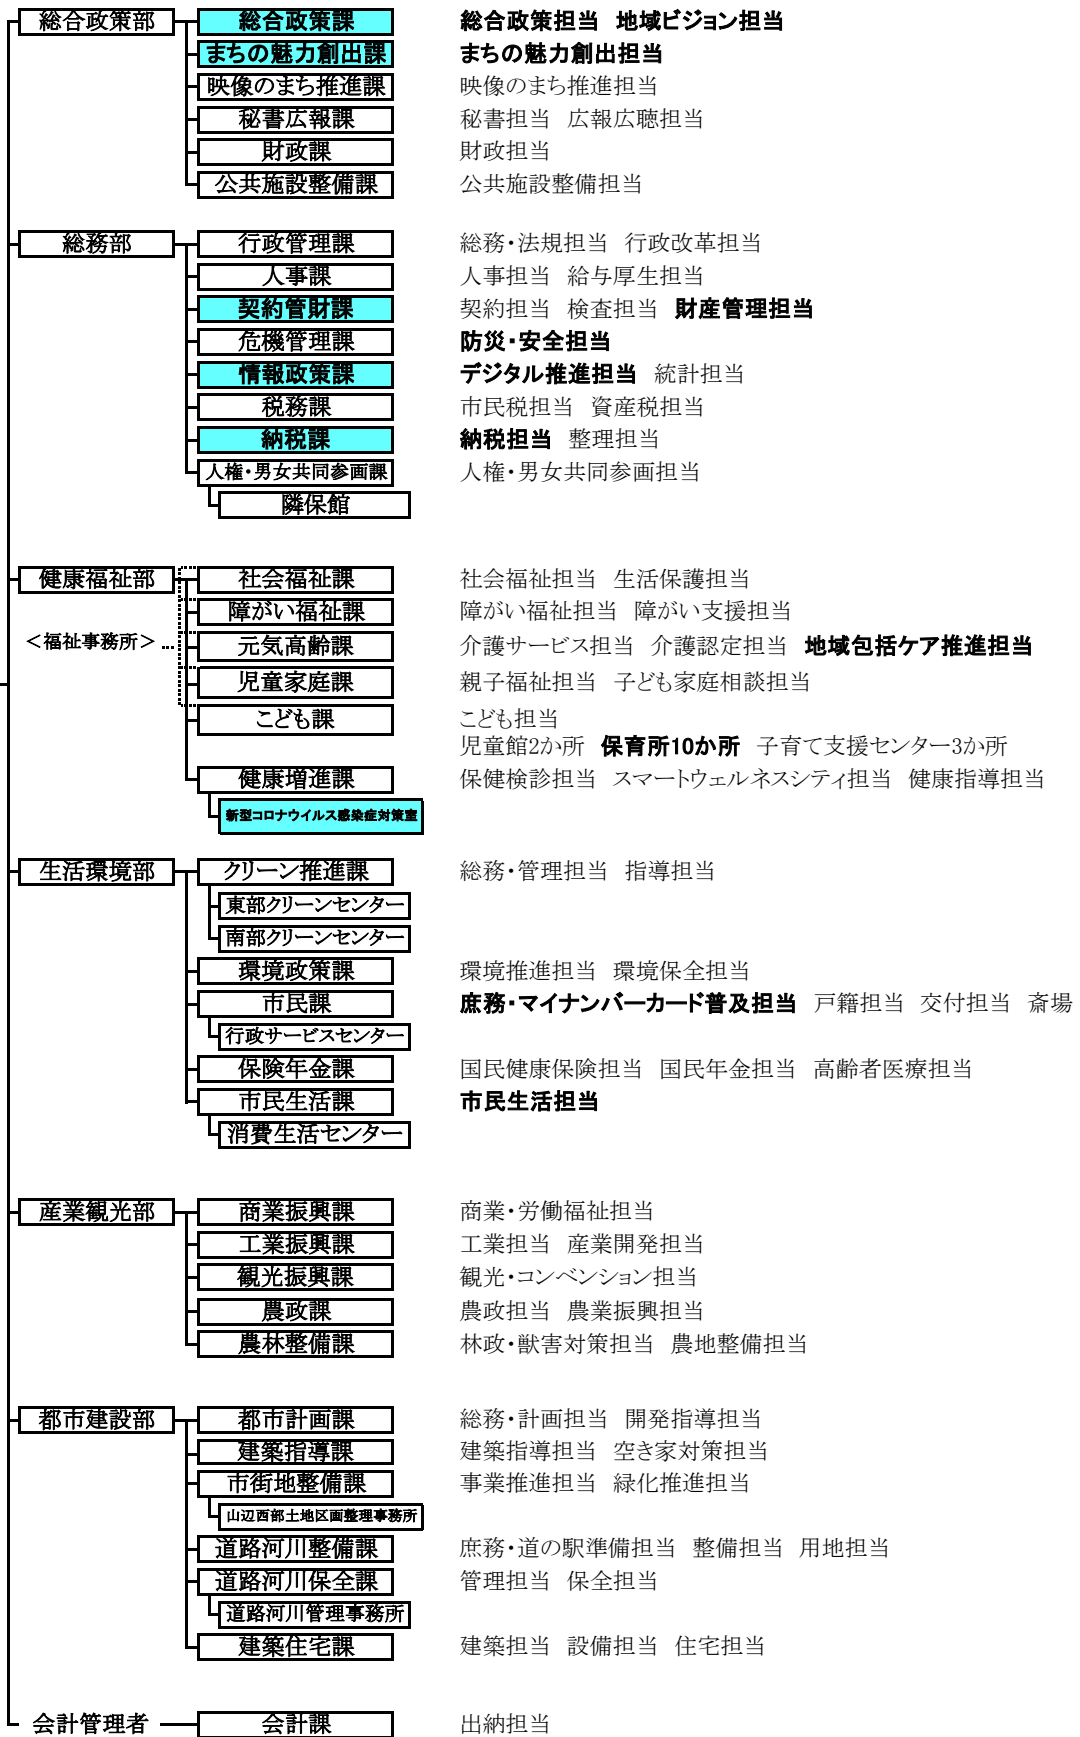 総合政策部 総合政策課 総合政策担当 地域ビジョン担当
まちの魅力創出課 まちの魅力創出担当
映像のまち推進課 映像のまち推進担当
秘書広報課 秘書担当 広報広聴担当
財政課 財政担当
公共施設整備課 公共施設整備担当
総務部 行政管理課 総務・法規担当 行政改革担当
人事課 人事担当 給与厚生担当
契約管財課 契約担当 検査担当 財産管理担当
危機管理課 防災・安全担当
情報政策課 デジタル推進担当 統計担当
税務課 市民税担当 資産税担当
納税課 納税担当 整理担当
人権・男女共同参画課 人権・男女共同参画担当
隣保館
健康福祉部 社会福祉課 社会福祉担当 生活保護担当
障がい福祉課 障がい福祉担当 障がい支援担当
<福祉事務所> 元気高齢課 介護サービス担当 介護認定担当 地域包括ケア推進担当
児童家庭課 親子福祉担当 子ども家庭相談担当
こども課 こども担当
児童館2か所 保育所10か所 子育て支援センター3か所
健康増進課 保健検診担当 スマートウェルネスシティ担当 健康指導担当
新型コロナウイルス感染症対策室
生活環境部 クリーン推進課 総務・管理担当 指導担当
東部クリーンセンター
南部クリーンセンター
環境政策課 環境推進担当 環境保全担当
市民課 庶務・マイナンバーカード普及担当 戸籍担当 交付担当 斎場
行政サービスセンター
保険年金課 国民健康保険担当 国民年金担当 高齢者医療担当
市民生活課 市民生活担当
消費生活センター
産業観光部 商業振興課 商業・労働福祉担当
工業振興課 工業担当 産業開発担当
観光振興課 観光・コンベンション担当
農政課 農政担当 農業振興担当
農林整備課 林政・獣害対策担当 農地整備担当
都市建設部 都市計画課 総務・計画担当 開発指導担当
建築指導課 建築指導担当 空き家対策担当
市街地整備課 事業推進担当 緑化推進担当
山辺西部土地区画整理事務所
道路河川整備課 庶務・道の駅準備担当 整備担当 用地担当
道路河川保全課 管理担当 保全担当
道路河川管理事務所
建築住宅課 建築担当 設備担当 住宅担当
会計管理者 会計課 出納担当